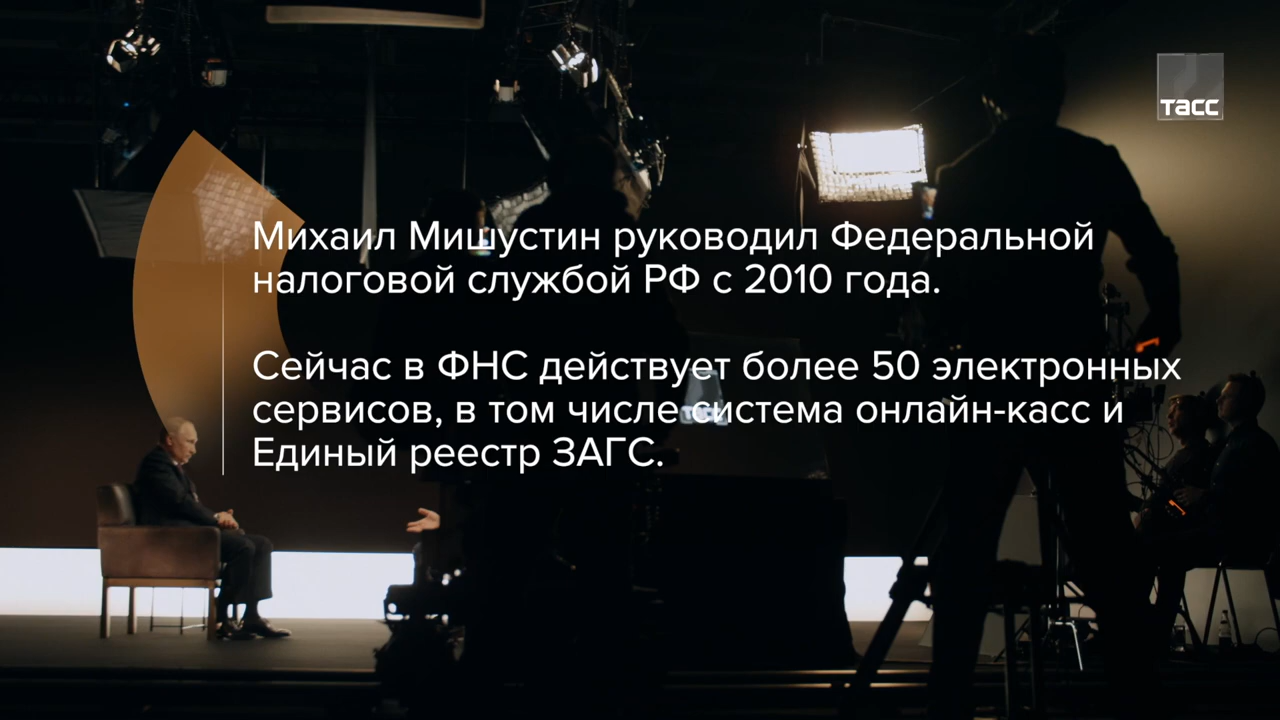 тасс
Михаил Мишустин руководил Федеральной
налоговой службой РФ с 2010 года.
Сейчас в ФНС действует более 50 электронных
сервисов, в том числе система онлайн-касс и
Единый реестр ЗАГС.